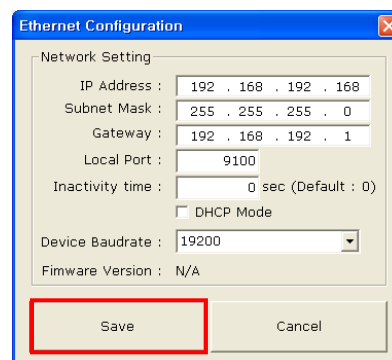 Ethernet Configuration
Network Setting
IP Address : 192 . 168 . 192 . 168
Subnet Mask : 255 . 255 . 255 . 0
Gateway : 192 . 168 . 192 . 1
Local Port : 9100
Inactivity time : 0 sec (Default : 0)
DHCP Mode
Device Baudrate : 19200
Fimware Version : N/A
Save Cancel